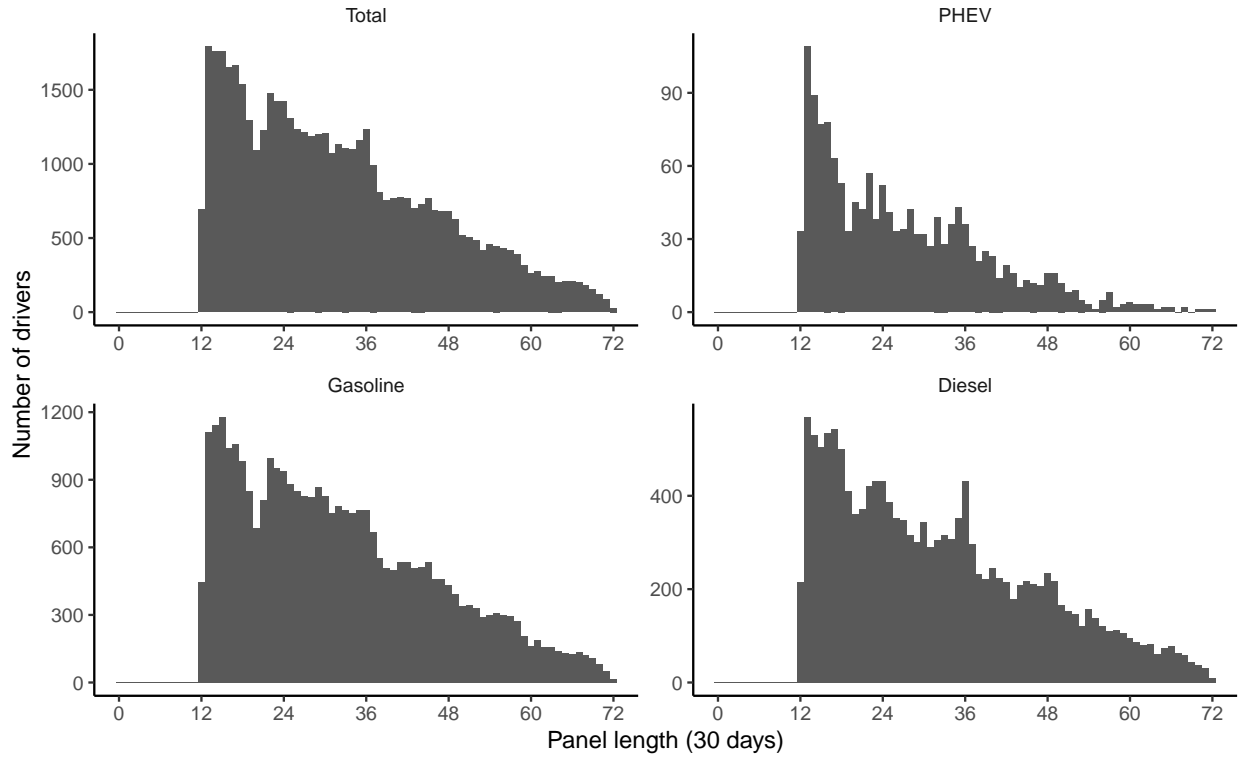 Total
PHEV
1500
1000
500
0
0 12 24 36 48 60 72
90
60
30
0
0 12 24 36 48 60 72
Gasoline
Diesel
1200
900
600
300
0
0 12 24 36 48 60 72
400
200
0
0 12 24 36 48 60 72
Number of drivers
Panel length (30 days)